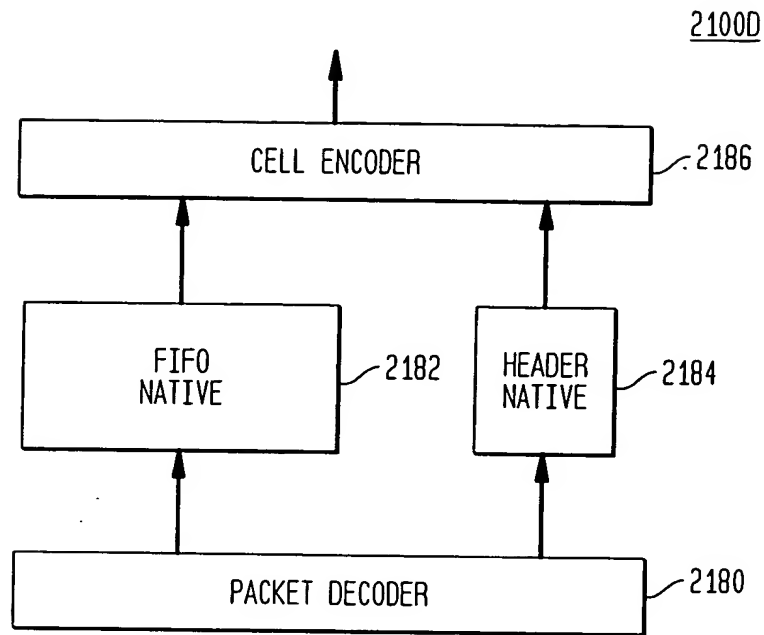 2100D
CELL ENCODER
2186
FIFO
NATIVE
2182
HEADER
NATIVE
2184
PACKET DECODER
2180